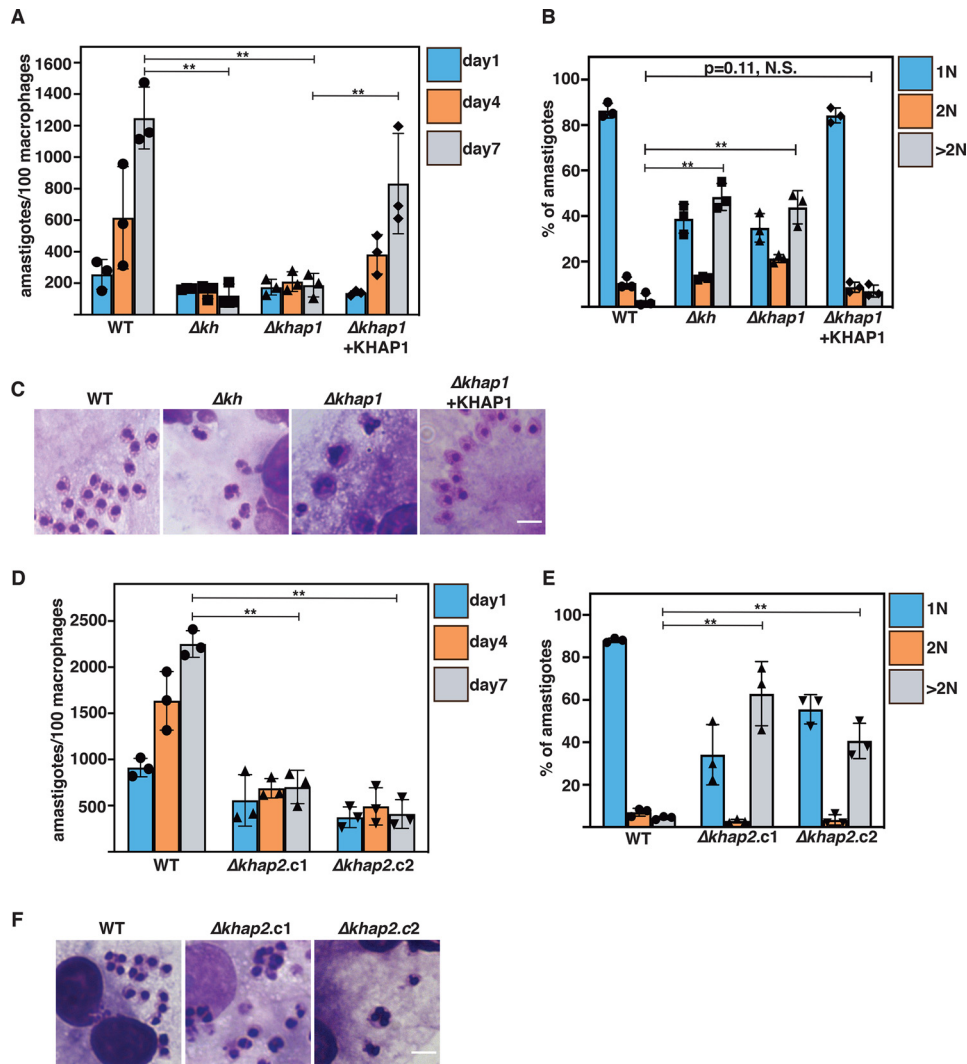 A
amastigotes/100 macrophages
1600
1400
1200
1000
800
600
400
200
**
**
**
day1
day4
day7
WT
Δkh
Δkhap1
Δkhap1
+KHAP1
B
% of amastigotes
100
80
60
40
20
p=0.11, N.S.
**
**
1N
2N
>2N
WT
Δkh
Δkhap1
Δkhap1
+KHAP1
C
WT
Δkh
Δkhap1
Δkhap1
+KHAP1
D
amastigotes/100 macrophages
2500
2000
1500
1000
500
**
**
day1
day4
day7
WT
Δkhap2.c1
Δkhap2.c2
E
% of amastigotes
100
80
60
40
20
**
**
1N
2N
>2N
WT
Δkhap2.c1
Δkhap2.c2
F
WT
Δkhap2.c1
Δkhap2.c2